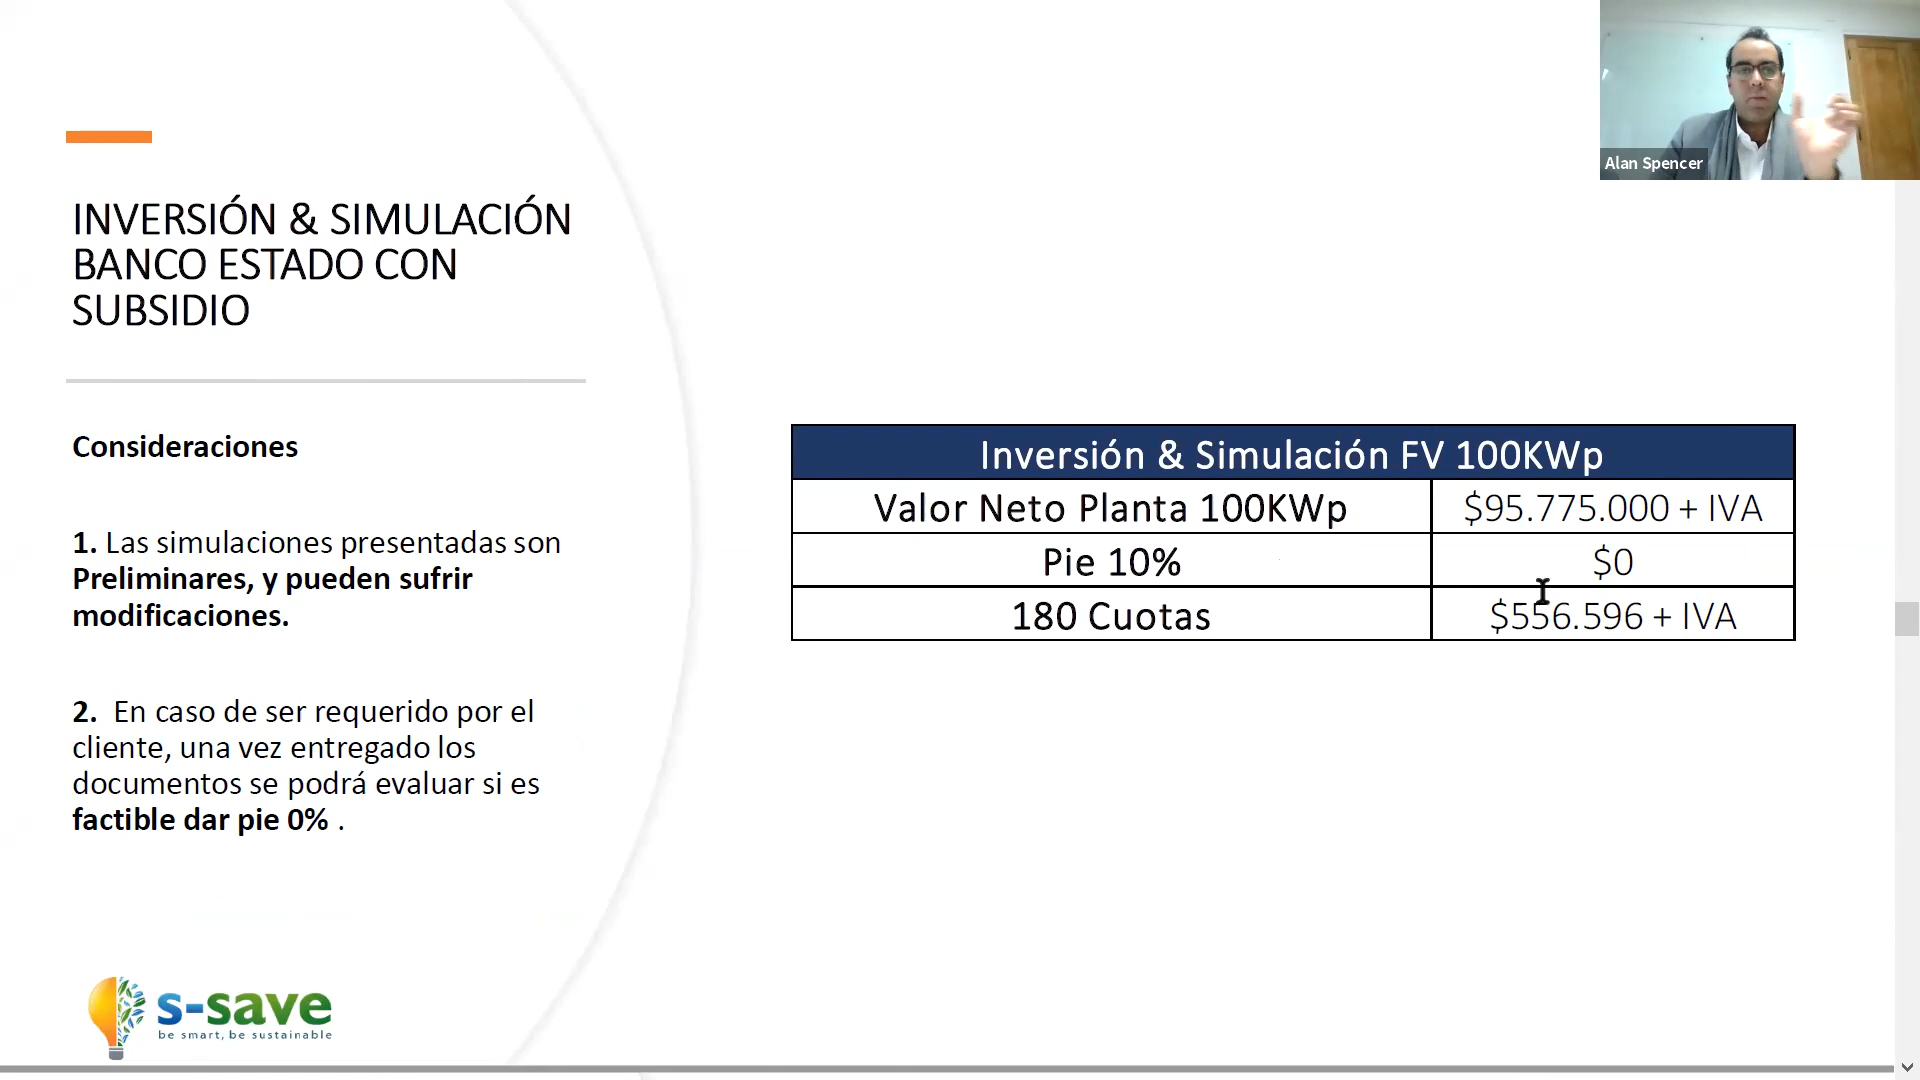 Alan Spencer
INVERSIÓN & SIMULACIÓN
BANCO ESTADO CON
SUBSIDIO
Consideraciones
1. Las simulaciones presentadas son
Preliminares, y pueden sufrir
modificaciones.
2. En caso de ser requerido por el
cliente, una vez entregado los
documentos se podrá evaluar si es
factible dar pie 0% .
Inversión & Simulación FV 100KWp
Valor Neto Planta 100KWp $95.775.000 + IVA
Pie 10% $0
180 Cuotas $556.596 + IVA
s-save
be smart, be sustainable